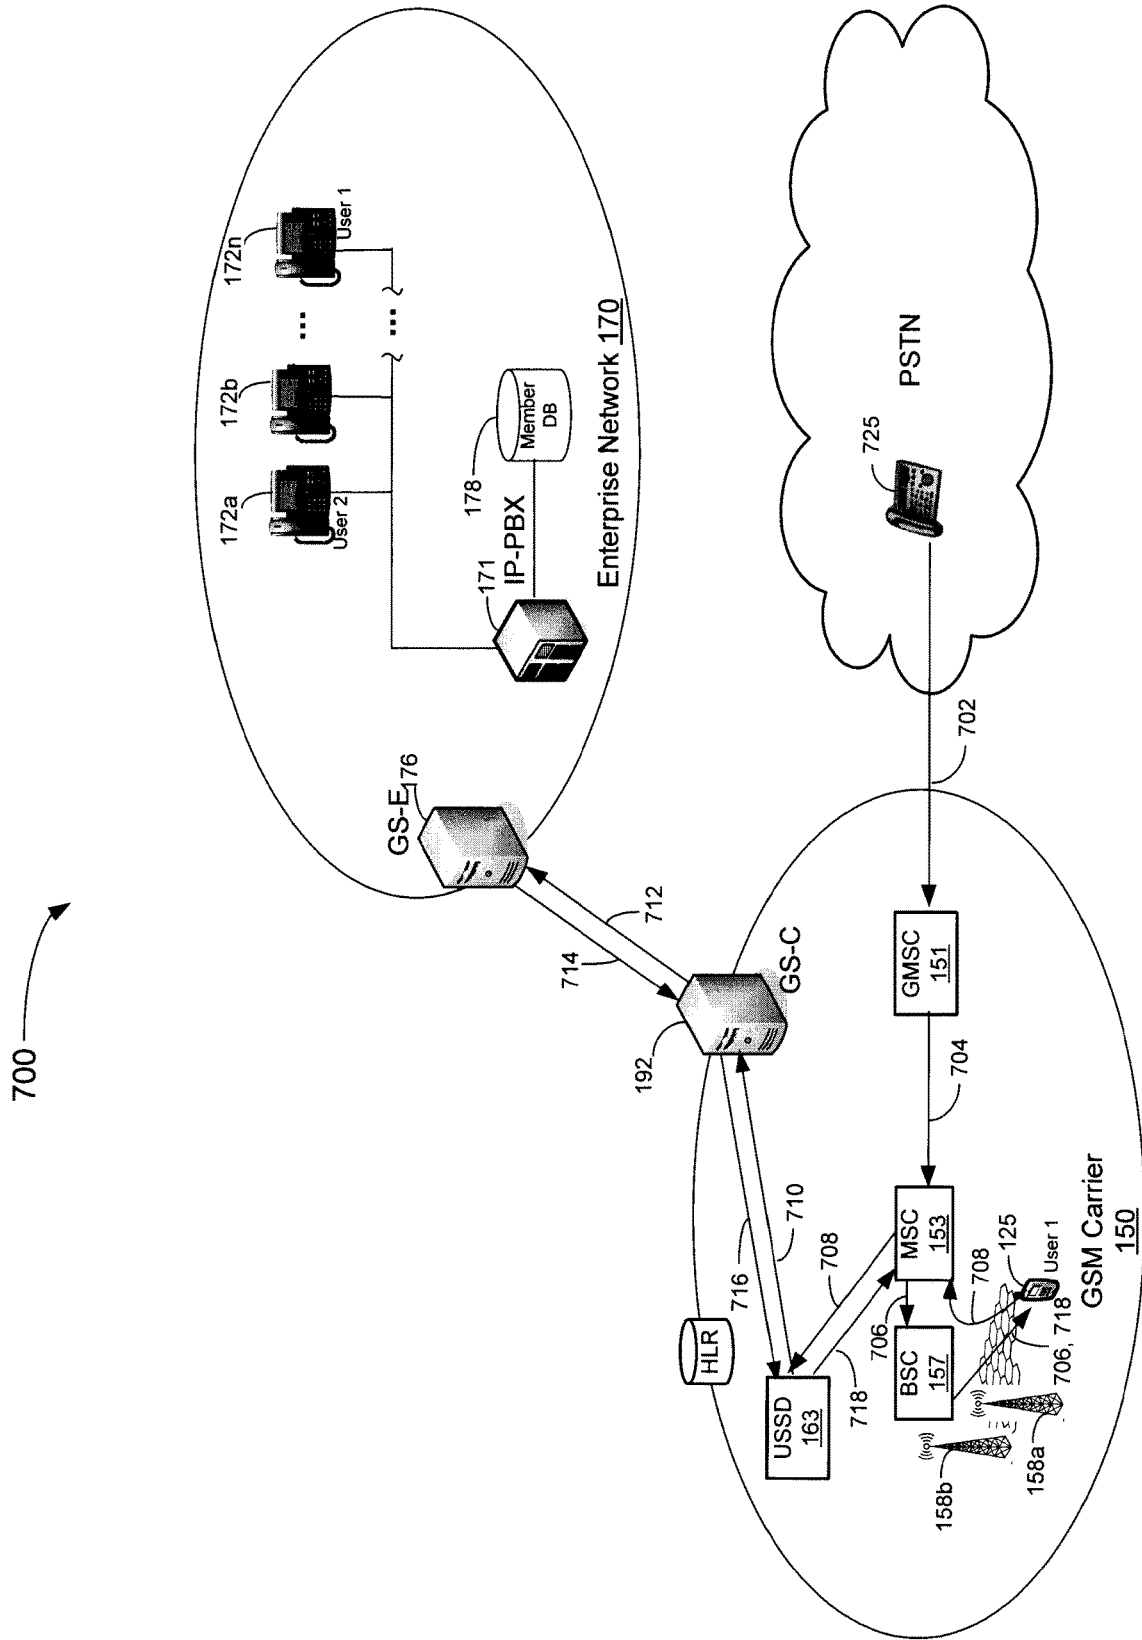 700
172a
172b
172n
User 2
User 1
...
...
178
Member
DB
171
IP-PBX
Enterprise Network 170
GS-E
176
714
712
192
GS-C
PSTN
725
702
HLR
716
710
USSD
163
708
718
706
MSC
153
704
GMSC
151
BSC
157
708
125
User 1
706, 718
158b
158a
GSM Carrier
150